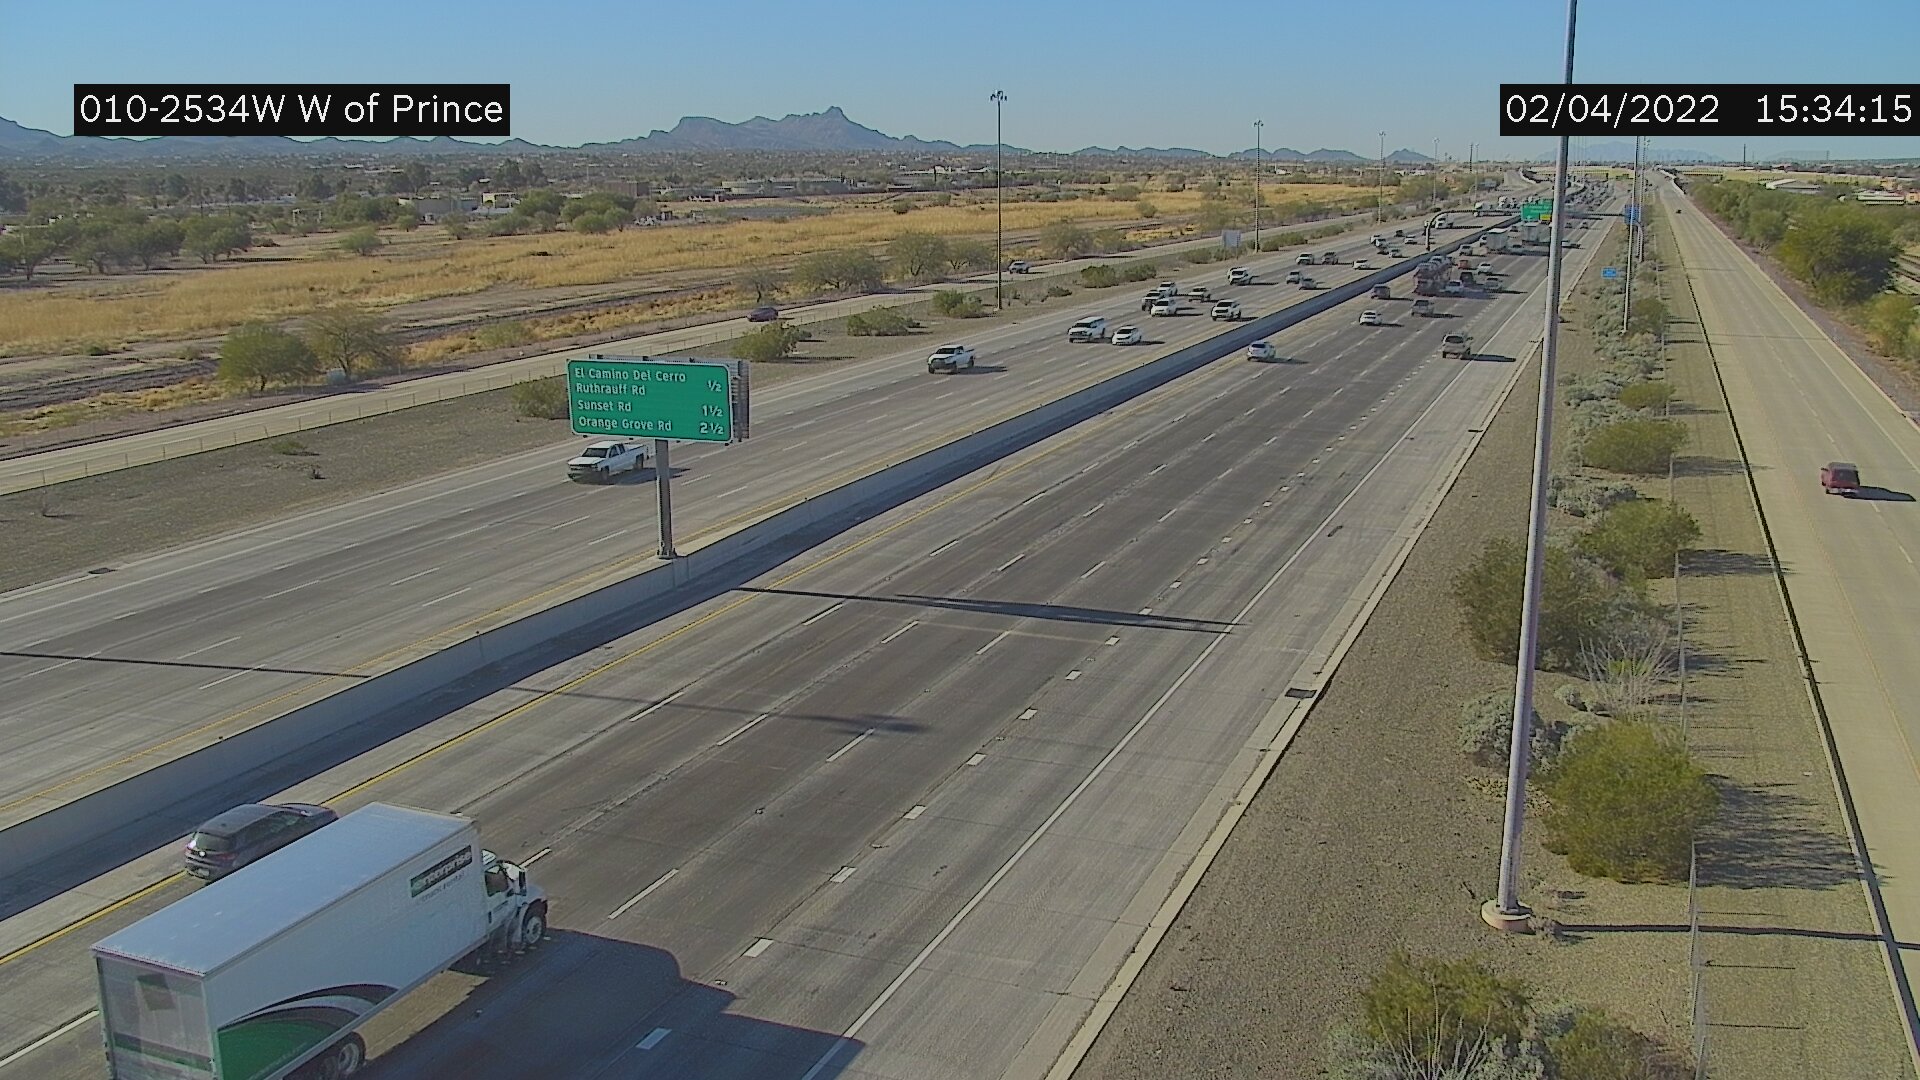 010-2534W W of Prince
02/04/2022 15:34:15
El Camino Del Cerro
Ruthrauff Rd ½
Sunset Rd 1½
Orange Grove Rd 2½